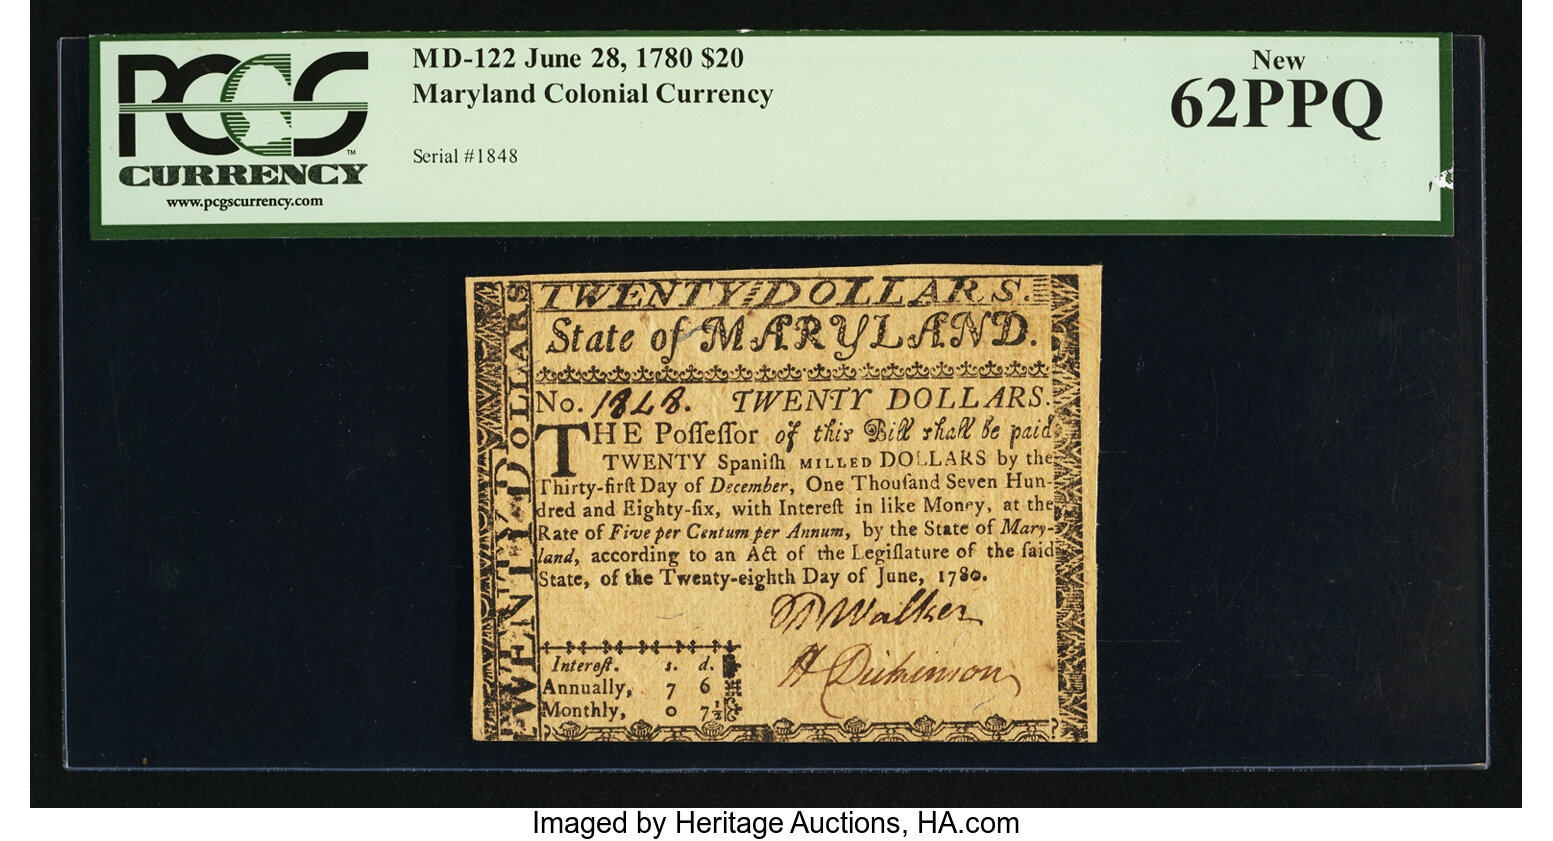 PCGS
CURRENCY
TM
www.pcgscurrency.com
MD-122 June 28, 1780 $20
Maryland Colonial Currency
Serial #1848
New
62PPQ
TWENTY DOLLARS
TWENTY DOLLARS.
State of MARYLAND.
No. 1848. TWENTY DOLLARS.
THE Poſſeſſor of this Bill shall be paid
TWENTY Spaniſh MILLED DOLLARS by the
Thirty-firſt Day of December, One Thouſand Seven Hun-
dred and Eighty-ſix, with Intereſt in like Money, at the
Rate of Five per Centum per Annum, by the State of Mary-
land, according to an Act of the Legiſlature of the ſaid
State, of the Twenty-eighth Day of June, 1780.
Walker
H Dickinson
Intereſt. s. d.
Annually, 7 6
Monthly, 0 7½
Imaged by Heritage Auctions, HA.com